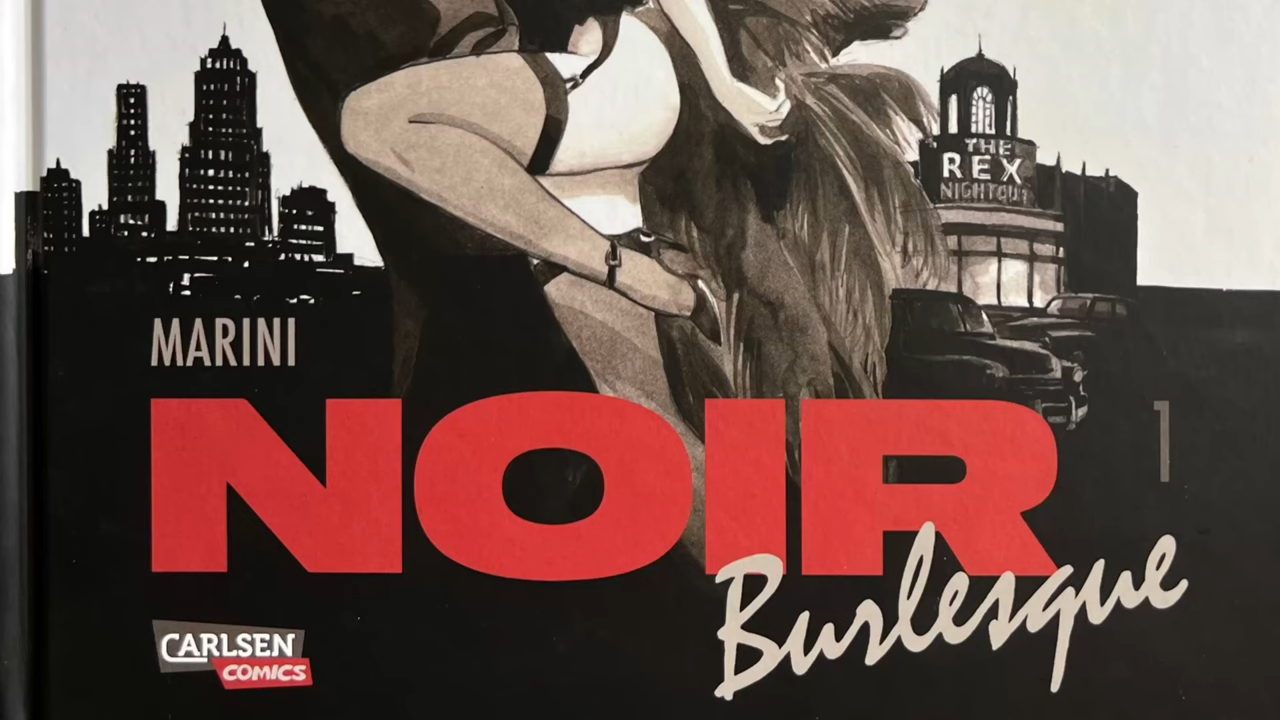 THE
REX
NIGHTCLUB
MARINI
NOIR
1
Burlesque
CARLSEN
COMICS